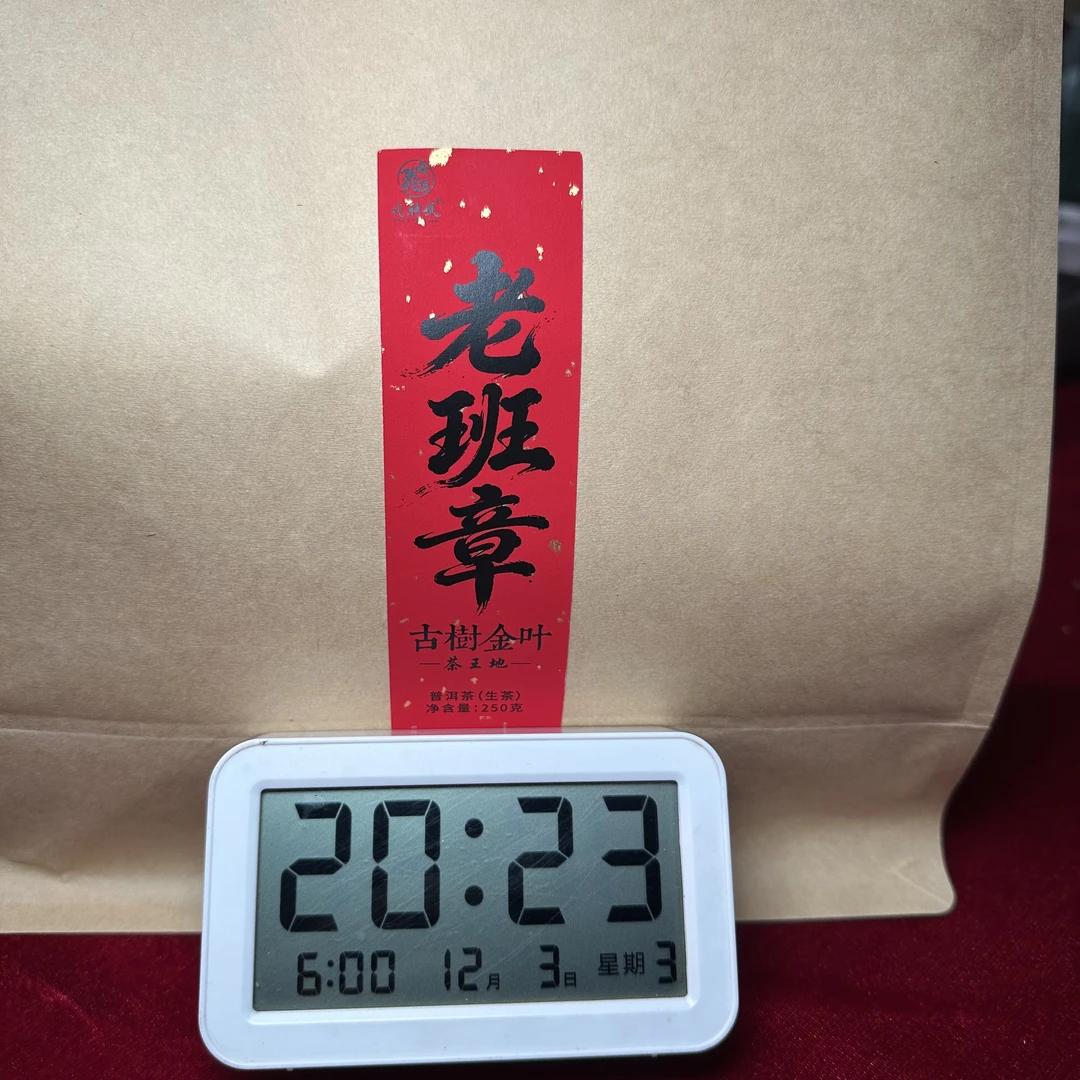 老班章
古樹金叶
茶王地
普洱茶(生茶)
净含量:250克
20:23
6:00 12月 3日 星期3